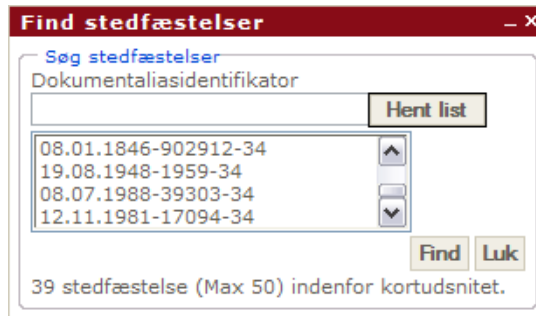 Find stedfæstelser
Søg stedfæstelser
Dokumentaliasidentifikator
Hent list
08.01.1846-902912-34
19.08.1948-1959-34
08.07.1988-39303-34
12.11.1981-17094-34
Find Luk
39 stedfæstelse (Max 50) indenfor kortudsnitet.